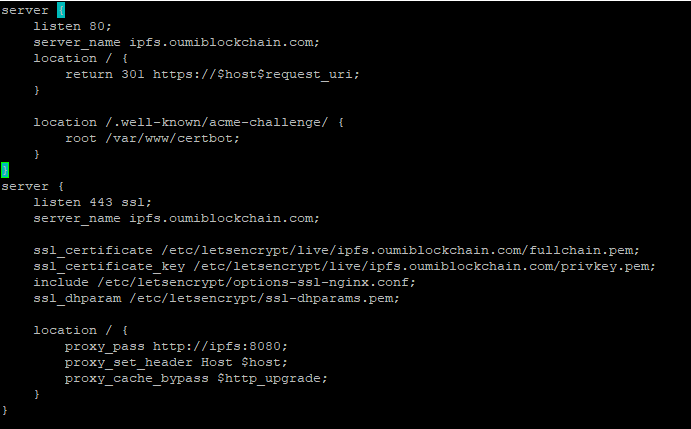 server {
    listen 80;
    server_name ipfs.oumiblockchain.com;
    location / {
        return 301 https://$host$request_uri;
    }

    location /.well-known/acme-challenge/ {
        root /var/www/certbot;
    }
}
server {
    listen 443 ssl;
    server_name ipfs.oumiblockchain.com;

    ssl_certificate /etc/letsencrypt/live/ipfs.oumiblockchain.com/fullchain.pem;
    ssl_certificate_key /etc/letsencrypt/live/ipfs.oumiblockchain.com/privkey.pem;
    include /etc/letsencrypt/options-ssl-nginx.conf;
    ssl_dhparam /etc/letsencrypt/ssl-dhparams.pem;

    location / {
        proxy_pass http://ipfs:8080;
        proxy_set_header Host $host;
        proxy_cache_bypass $http_upgrade;
    }
}